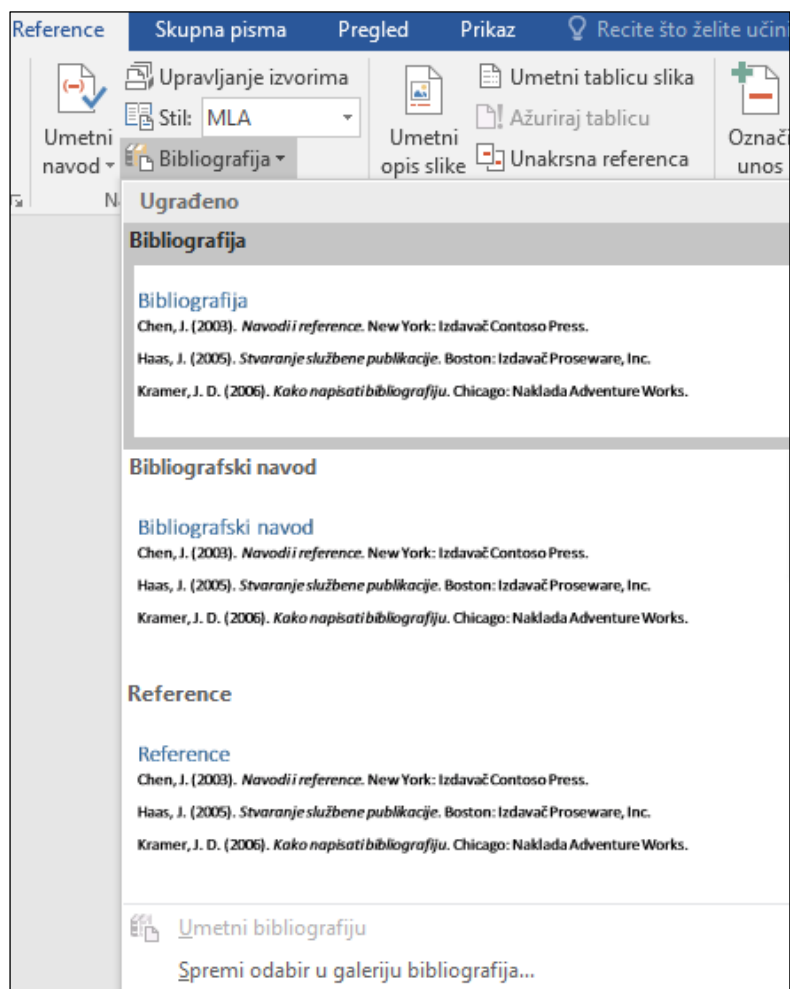 Reference Skupna pisma Pregled Prikaz Recite što želite učini
Umetni navod
Upravljanje izvorima
Stil: MLA
Bibliografija
Umetni opis slike
Umetni tablicu slika
Ažuriraj tablicu
Unakrsna referenca
Označi unos
Ugrađeno
Bibliografija
Bibliografija
Chen, J. (2003). Navodi i reference. New York: Izdavač Contoso Press.
Haas, J. (2005). Stvaranje službene publikacije. Boston: Izdavač Proseware, Inc.
Kramer, J. D. (2006). Kako napisati bibliografiju. Chicago: Naklada Adventure Works.
Bibliografski navod
Bibliografski navod
Chen, J. (2003). Navodi i reference. New York: Izdavač Contoso Press.
Haas, J. (2005). Stvaranje službene publikacije. Boston: Izdavač Proseware, Inc.
Kramer, J. D. (2006). Kako napisati bibliografiju. Chicago: Naklada Adventure Works.
Reference
Reference
Chen, J. (2003). Navodi i reference. New York: Izdavač Contoso Press.
Haas, J. (2005). Stvaranje službene publikacije. Boston: Izdavač Proseware, Inc.
Kramer, J. D. (2006). Kako napisati bibliografiju. Chicago: Naklada Adventure Works.
Umetni bibliografiju
Spremi odabir u galeriju bibliografija...